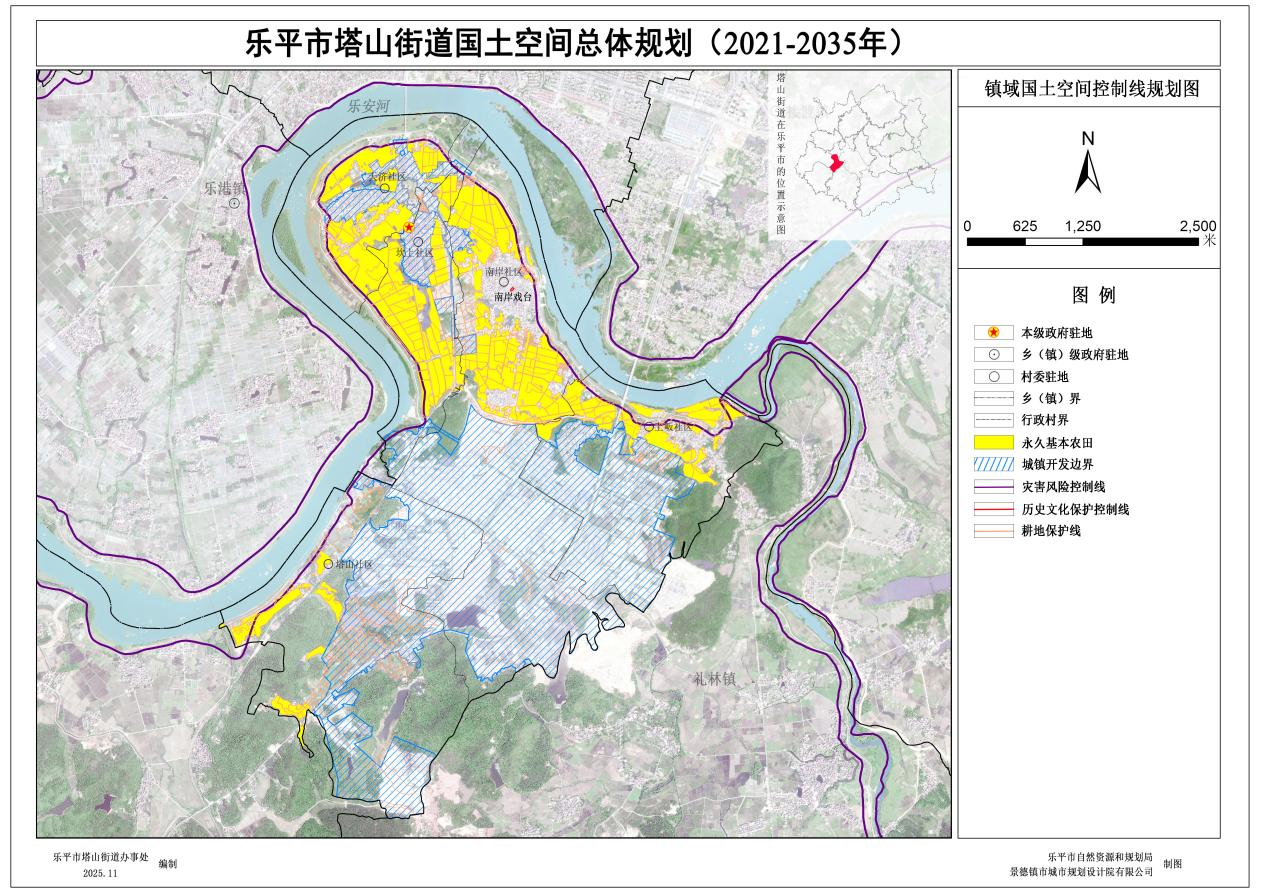 乐平市塔山街道国土空间总体规划（2021-2035年）
镇域国土空间控制线规划图
N
0 625 1,250 2,500
米
图 例
本级政府驻地
乡（镇）级政府驻地
村委驻地
乡（镇）界
行政村界
永久基本农田
城镇开发边界
灾害风险控制线
历史文化保护控制线
耕地保护线
塔山街道在乐平市的位置示意图
乐安河
乐港镇
坎上社区
南岸社区
南岸戏台
上畈社区
塔山社区
礼林镇
乐平市塔山街道办事处
编制
2025.11
乐平市自然资源和规划局
景德镇市城市规划设计院有限公司
制图